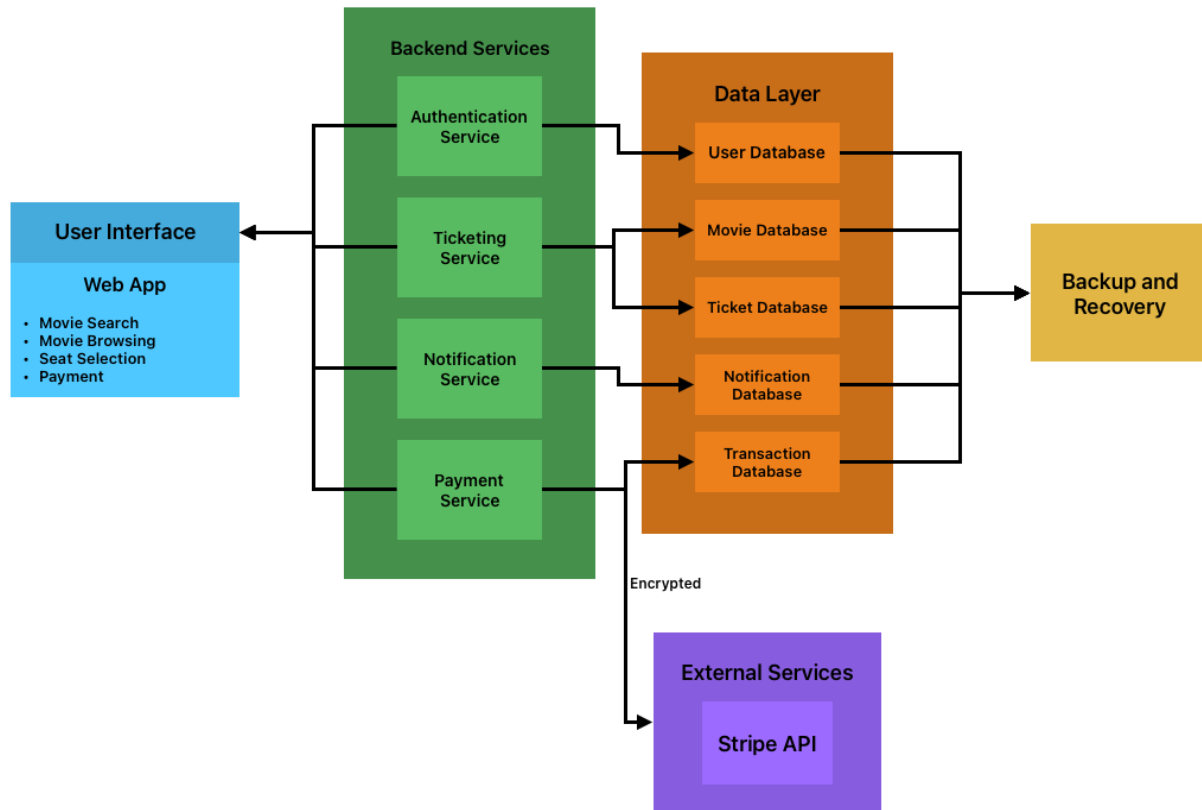 User Interface
Web App
• Movie Search
• Movie Browsing
• Seat Selection
• Payment
Backend Services
Authentication
Service
Ticketing
Service
Notification
Service
Payment
Service
Data Layer
User Database
Movie Database
Ticket Database
Notification
Database
Transaction
Database
Backup and
Recovery
Encrypted
External Services
Stripe API